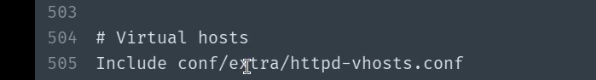 503
504 # Virtual hosts
505 Include conf/extra/httpd-vhosts.conf